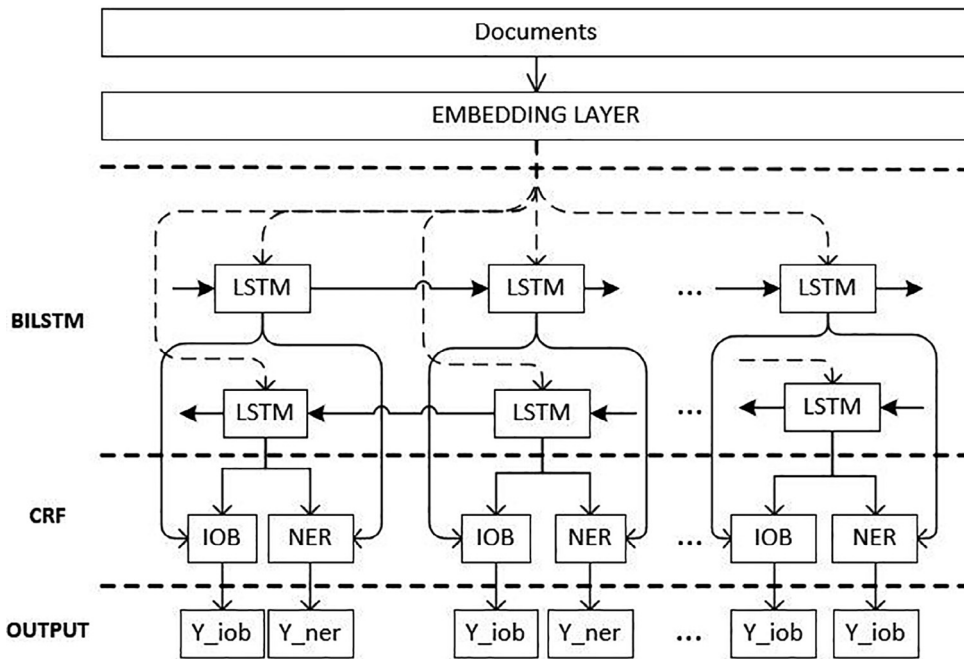 Documents
EMBEDDING LAYER
LSTM LSTM ... LSTM
BILSTM
LSTM LSTM ... LSTM
CRF
IOB NER IOB NER ... IOB NER
OUTPUT
Y_iob Y_ner Y_iob Y_ner ... Y_iob Y_iob